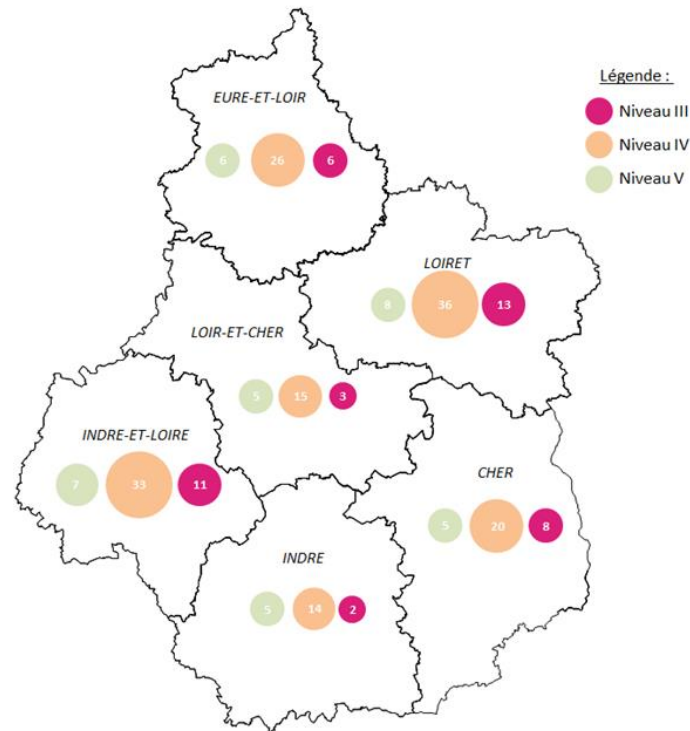 Légende :
Niveau III
Niveau IV
Niveau V
EURE-ET-LOIR
6 26 6
LOIRET
8 36 13
LOIR-ET-CHER
5 15 3
INDRE-ET-LOIRE
7 33 11
CHER
5 20 8
INDRE
5 14 2